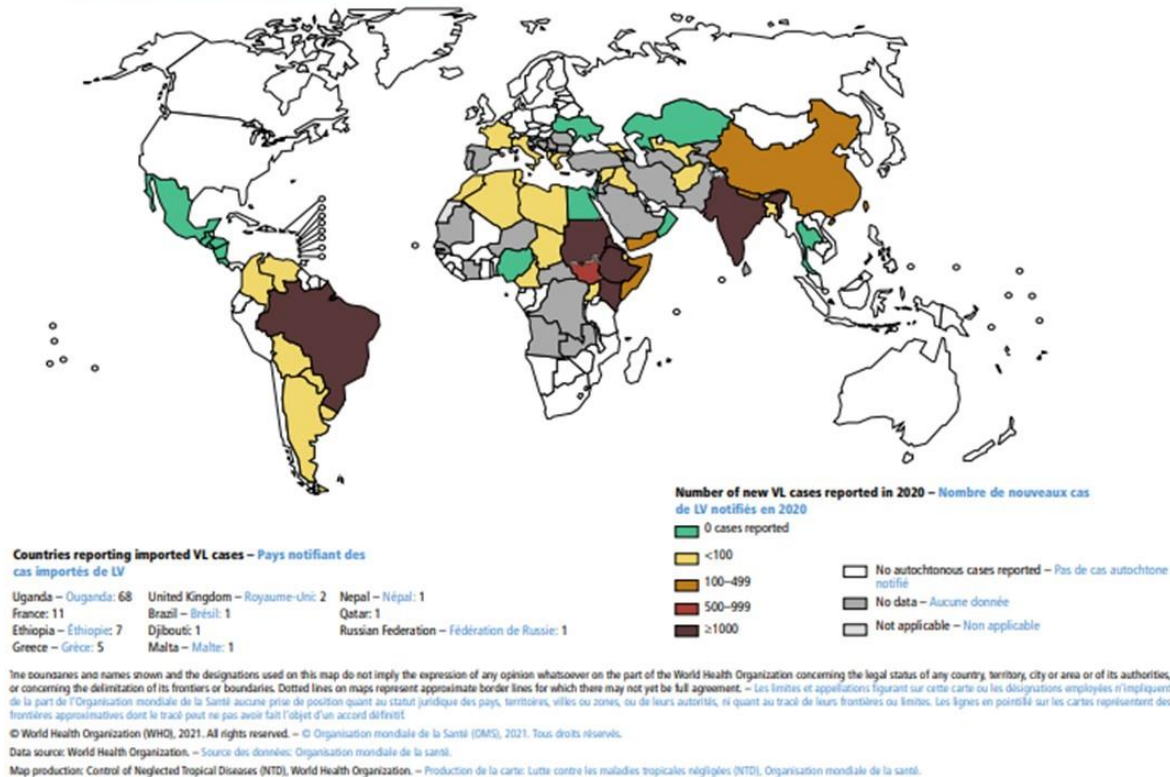 Number of new VL cases reported in 2020 – Nombre de nouveaux cas
de LV notifiés en 2020
0 cases reported
<100
100–499
500–999
≥1000
No autochtonous cases reported – Pas de cas autochtone
notifié
No data – Aucune donnée
Not applicable – Non applicable
Countries reporting imported VL cases – Pays notifiant des
cas importés de LV
Uganda – Ouganda: 68 United Kingdom – Royaume-Uni: 2 Nepal – Népal: 1
France: 11 Brazil – Brésil: 1 Qatar: 1
Ethiopia – Éthiopie: 7 Djibouti: 1 Russian Federation – Fédération de Russie: 1
Greece – Grèce: 5 Malta – Malte: 1
The boundaries and names shown and the designations used on this map do not imply the expression of any opinion whatsoever on the part of the World Health Organization concerning the legal status of any country, territory, city or area or of its authorities,
or concerning the delimitation of its frontiers or boundaries. Dotted lines on maps represent approximate border lines for which there may not yet be full agreement. – Les limites et appellations figurant sur cette carte ou les désignations employées n'impliquent
de la part de l'Organisation mondiale de la Santé aucune prise de position quant au statut juridique des pays, territoires, villes ou zones, ou de leurs autorités, ni quant au tracé de leurs frontières ou limites. Les lignes en pointillé sur les cartes représentent des
frontières approximatives dont le tracé peut ne pas avoir fait l'objet d'un accord définitif.
© World Health Organization (WHO), 2021. All rights reserved. – © Organisation mondiale de la Santé (OMS), 2021. Tous droits réservés.
Data source: World Health Organization. – Source des données: Organisation mondiale de la santé.
Map production: Control of Neglected Tropical Diseases (NTD), World Health Organization. – Production de la carte: Lutte contre les maladies tropicales négligées (NTD), Organisation mondiale de la santé.